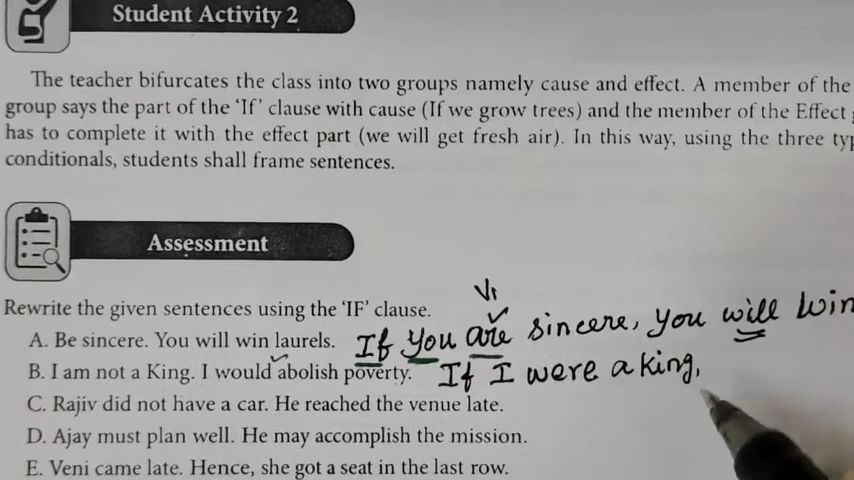 Student Activity 2
The teacher bifurcates the class into two groups namely cause and effect. A member of the
group says the part of the ‘If’ clause with cause (If we grow trees) and the member of the Effect
has to complete it with the effect part (we will get fresh air). In this way, using the three
conditionals, students shall frame sentences.
Assessment
V1
Rewrite the given sentences using the ‘IF’ clause.
A. Be sincere. You will win laurels. If you are sincere, you will win
B. I am not a King. I would abolish poverty. If I were a king,
C. Rajiv did not have a car. He reached the venue late.
D. Ajay must plan well. He may accomplish the mission.
E. Veni came late. Hence, she got a seat in the last row.